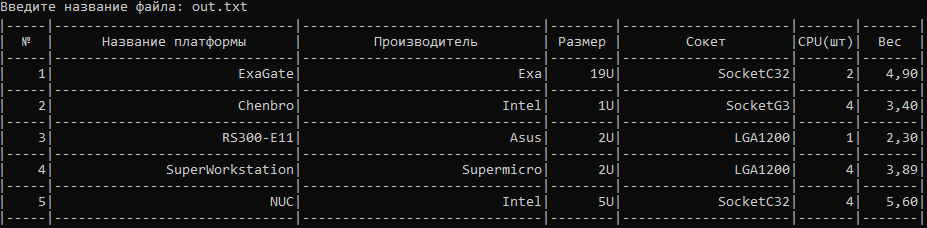 Введите название файла: out.txt
|-----|------------------------------|------------------------------|--------|---------------------|-------|-------|
| № | Название платформы | Производитель | Размер | Сокет |CPU(шт)| Вес |
|-----|------------------------------|------------------------------|--------|---------------------|-------|-------|
| 1| ExaGate| Exa| 19U| SocketC32| 2| 4,90|
|-----|------------------------------|------------------------------|--------|---------------------|-------|-------|
| 2| Chenbro| Intel| 1U| SocketG3| 4| 3,40|
|-----|------------------------------|------------------------------|--------|---------------------|-------|-------|
| 3| RS300-E11| Asus| 2U| LGA1200| 1| 2,30|
|-----|------------------------------|------------------------------|--------|---------------------|-------|-------|
| 4| SuperWorkstation| Supermicro| 2U| LGA1200| 4| 3,89|
|-----|------------------------------|------------------------------|--------|---------------------|-------|-------|
| 5| NUC| Intel| 5U| SocketC32| 4| 5,60|
|-----|------------------------------|------------------------------|--------|---------------------|-------|-------|